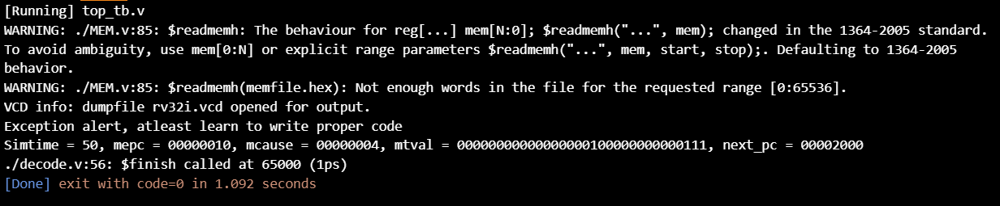 [Running] top_tb.v
WARNING: ./MEM.v:85: $readmemh: The behaviour for reg[...] mem[N:0]; $readmemh("...", mem); changed in the 1364-2005 standard.
To avoid ambiguity, use mem[0:N] or explicit range parameters $readmemh("...", mem, start, stop);. Defaulting to 1364-2005
behavior.
WARNING: ./MEM.v:85: $readmemh(memfile.hex): Not enough words in the file for the requested range [0:65536].
VCD info: dumpfile rv32i.vcd opened for output.
Exception alert, atleast learn to write proper code
Simtime = 50, mepc = 00000010, mcause = 00000004, mtval = 00000000000000000100000000000111, next_pc = 00002000
./decode.v:56: $finish called at 65000 (1ps)
[Done] exit with code=0 in 1.092 seconds